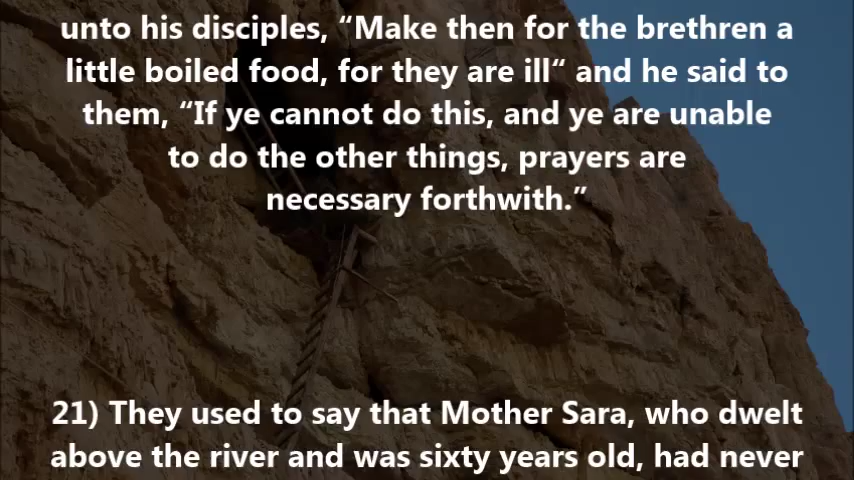 unto his disciples, “Make then for the brethren a
little boiled food, for they are ill“ and he said to
them, “If ye cannot do this, and ye are unable
to do the other things, prayers are
necessary forthwith.”
21) They used to say that Mother Sara, who dwelt
above the river and was sixty years old, had never